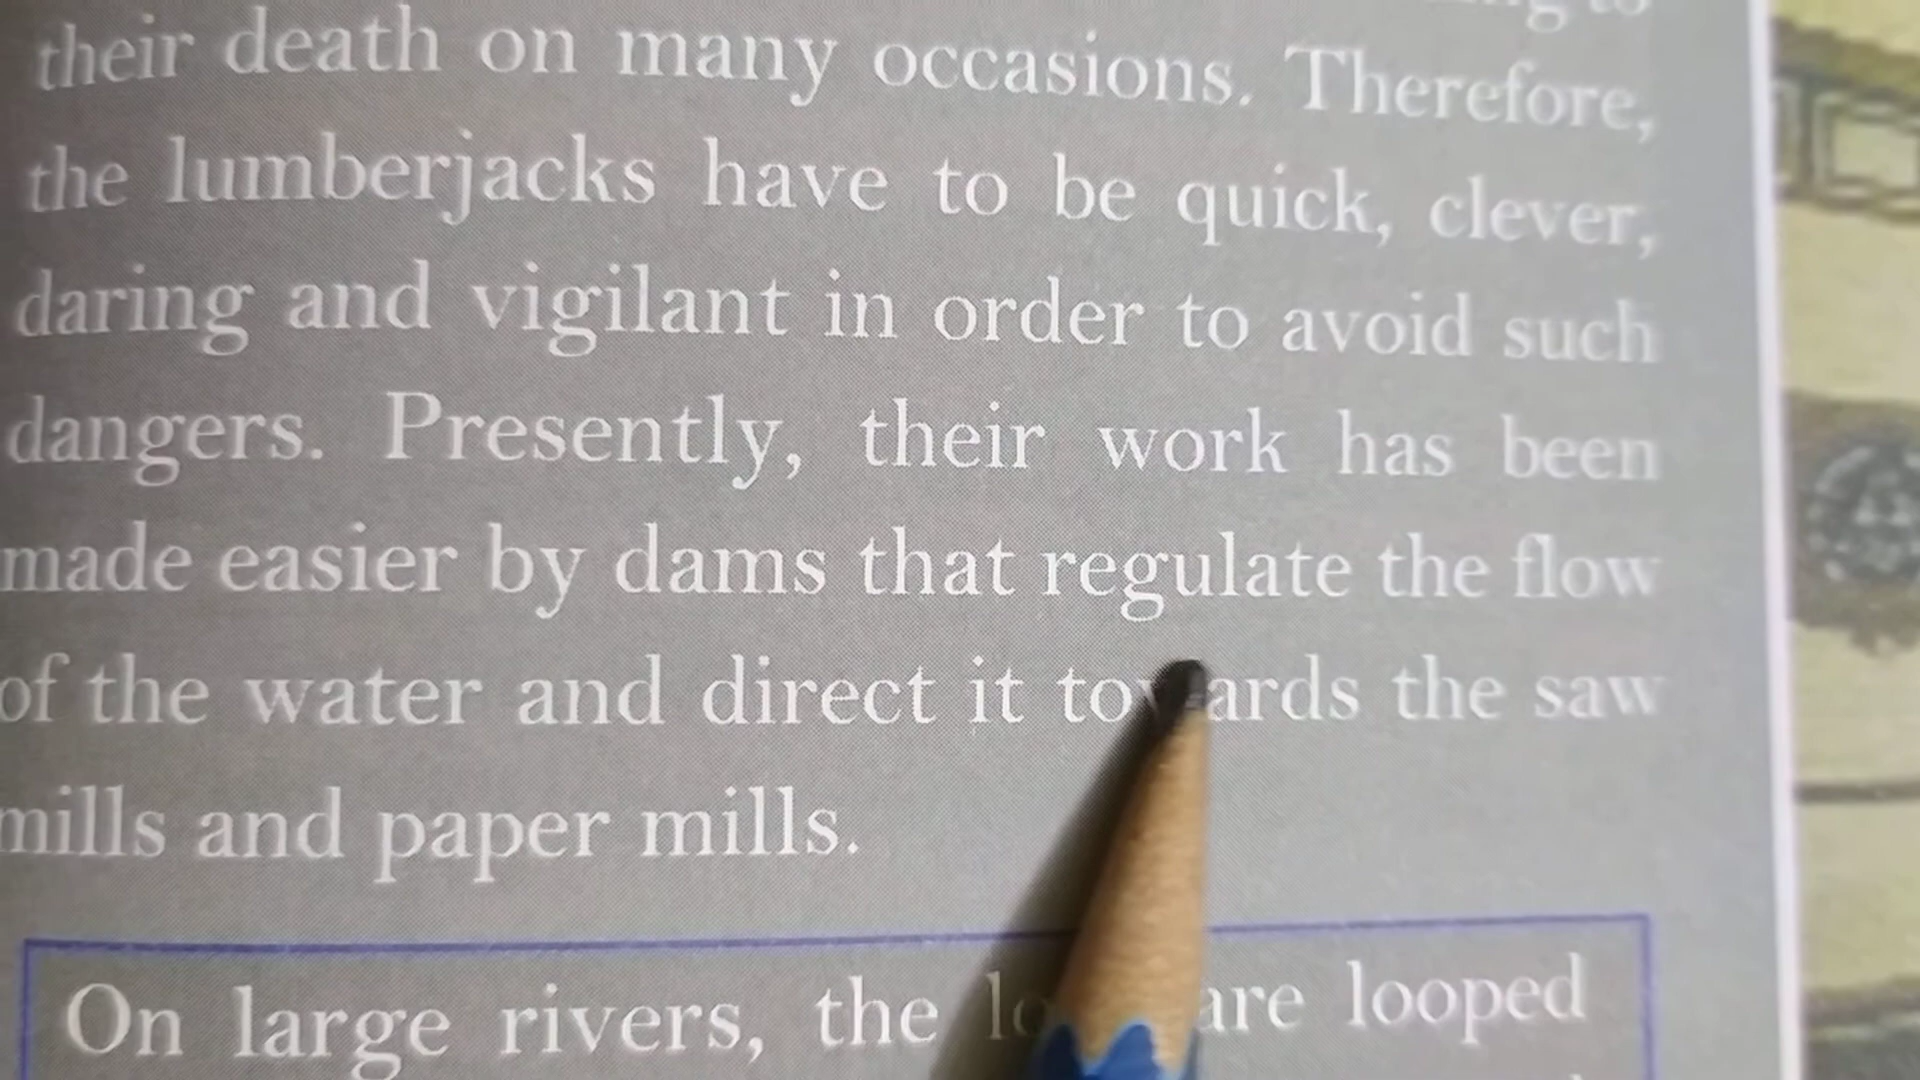 to
their death on many occasions. Therefore,
the lumberjacks have to be quick, clever,
daring and vigilant in order to avoid such
dangers. Presently, their work has been
made easier by dams that regulate the flow
of the water and direct it towards the saw
mills and paper mills.
On large rivers, the are looped